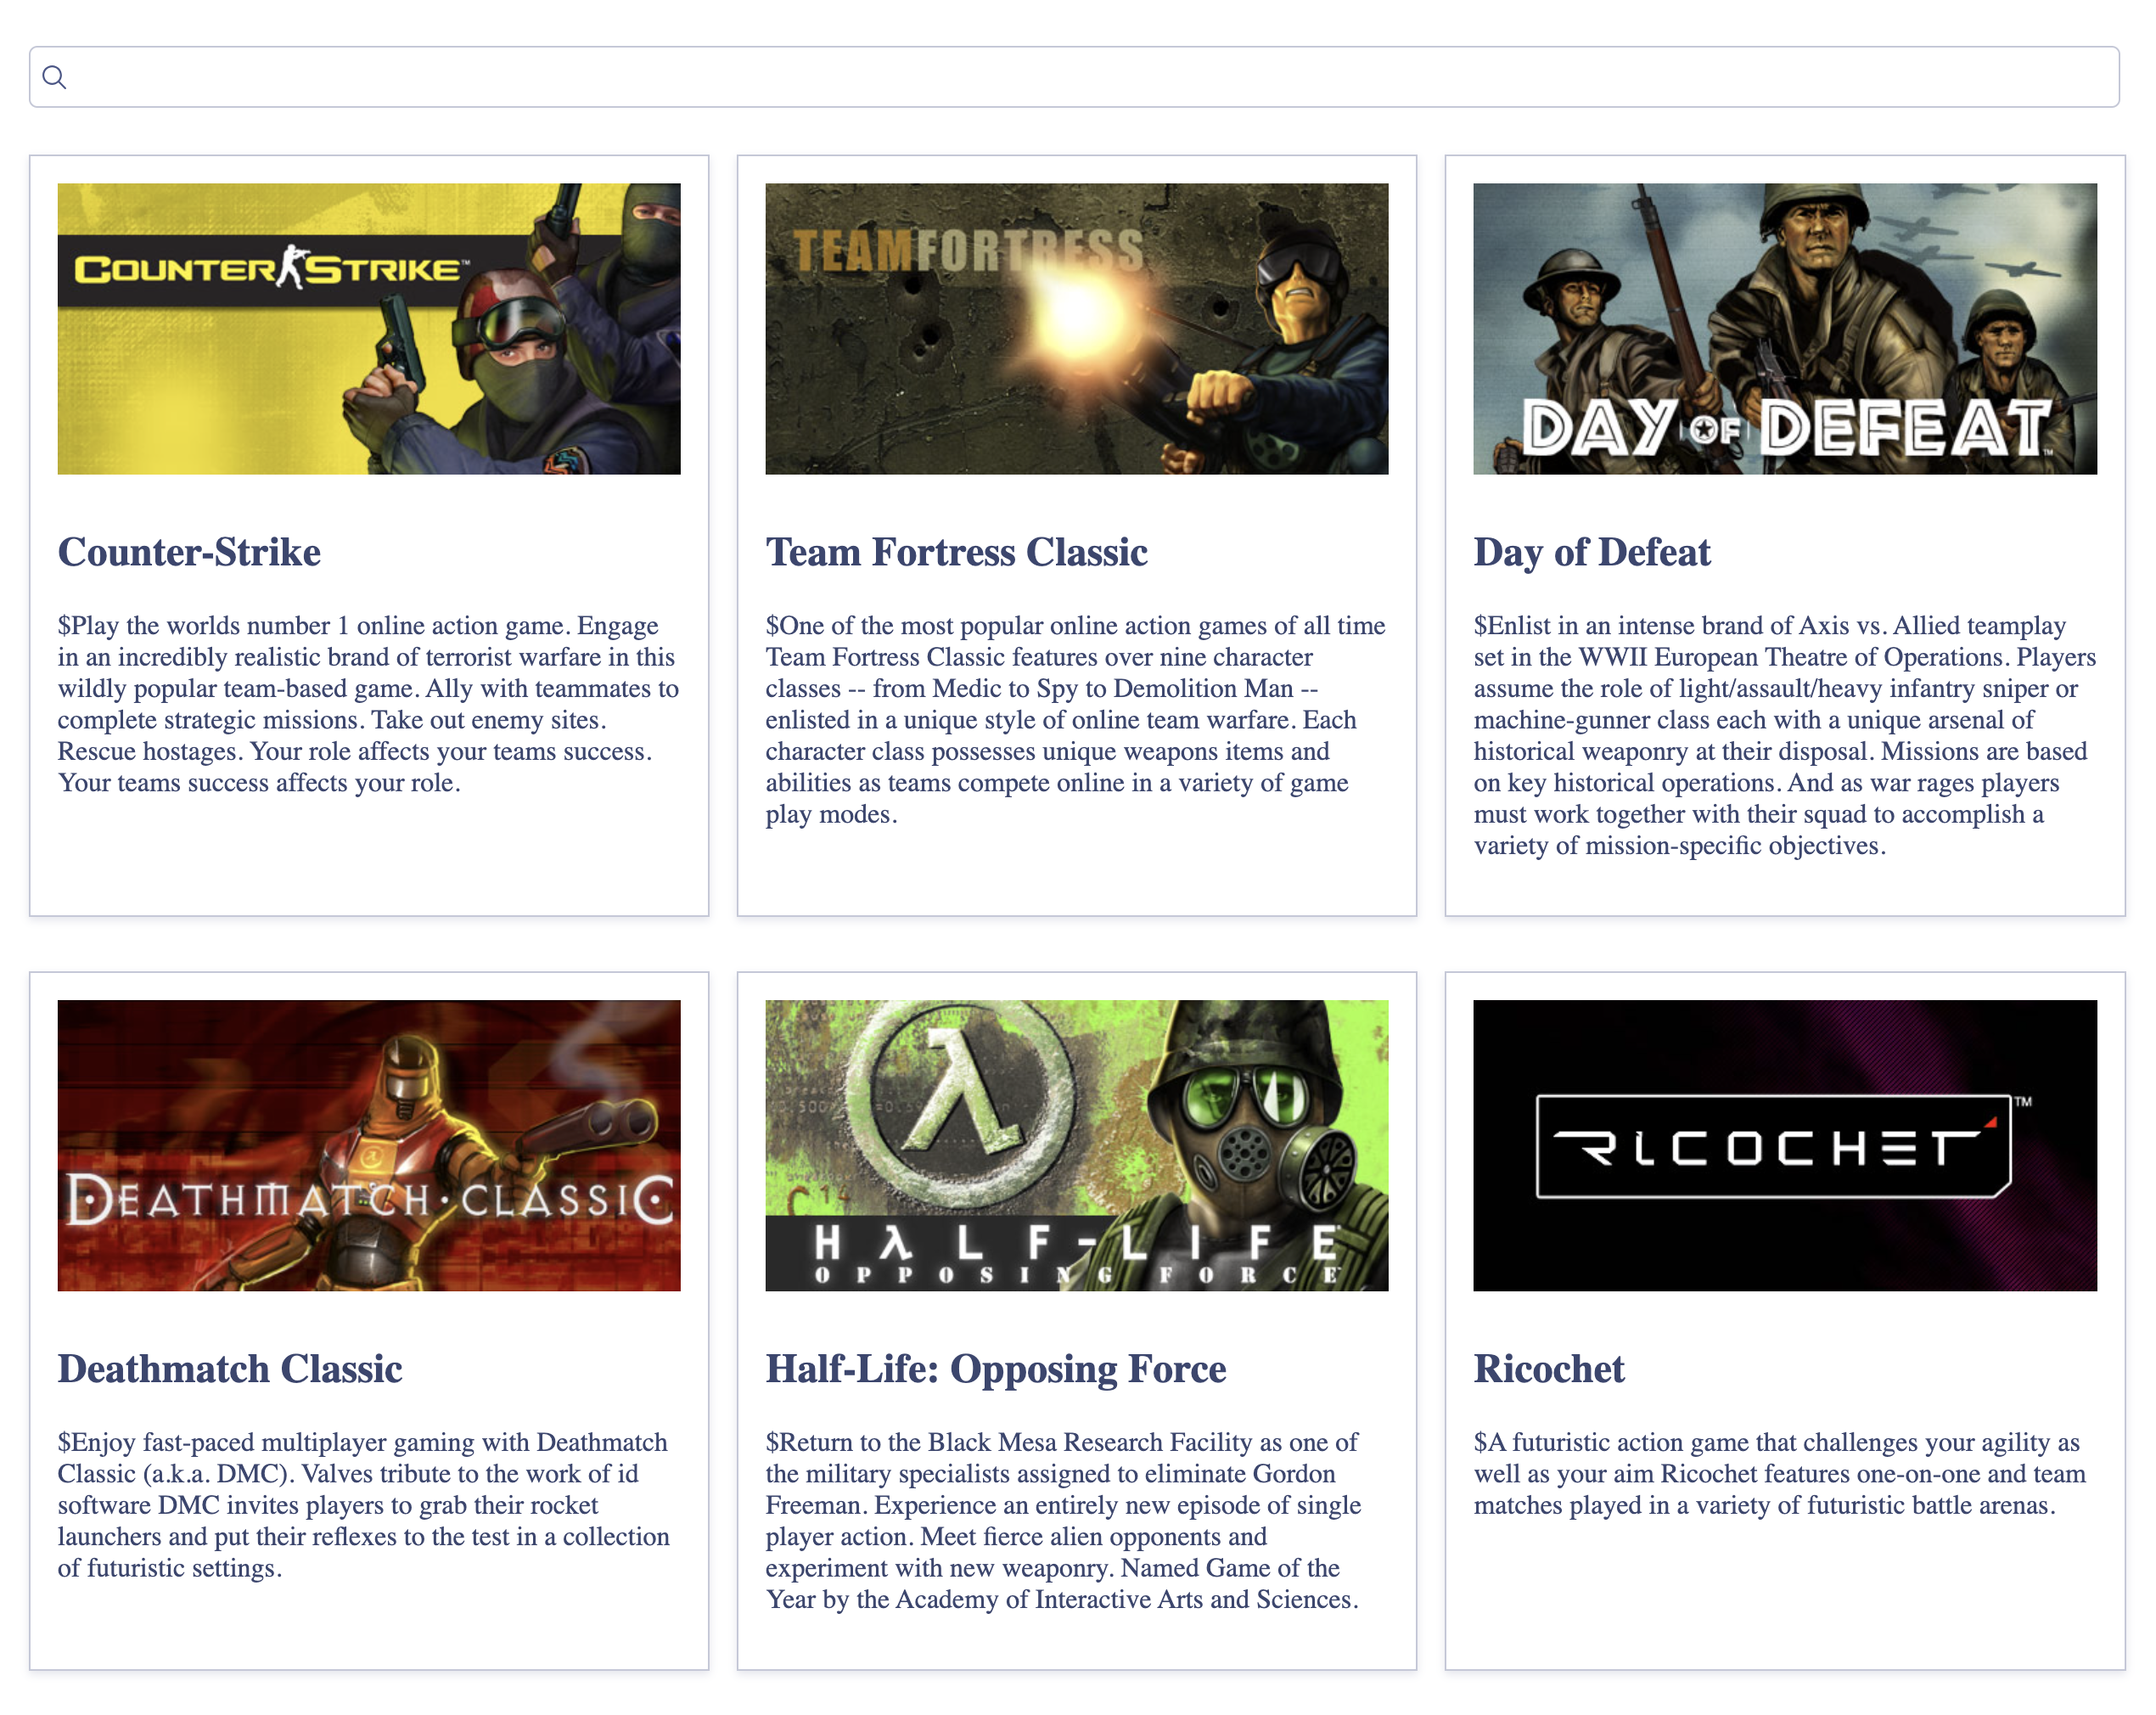 COUNTER STRIKE™
TEAMFORTRESS
DAY OF DEFEAT™
Counter-Strike
$Play the worlds number 1 online action game. Engage
in an incredibly realistic brand of terrorist warfare in this
wildly popular team-based game. Ally with teammates to
complete strategic missions. Take out enemy sites.
Rescue hostages. Your role affects your teams success.
Your teams success affects your role.
Team Fortress Classic
$One of the most popular online action games of all time
Team Fortress Classic features over nine character
classes -- from Medic to Spy to Demolition Man --
enlisted in a unique style of online team warfare. Each
character class possesses unique weapons items and
abilities as teams compete online in a variety of game
play modes.
Day of Defeat
$Enlist in an intense brand of Axis vs. Allied teamplay
set in the WWII European Theatre of Operations. Players
assume the role of light/assault/heavy infantry sniper or
machine-gunner class each with a unique arsenal of
historical weaponry at their disposal. Missions are based
on key historical operations. And as war rages players
must work together with their squad to accomplish a
variety of mission-specific objectives.
DEATHMATCH·CLASSIC
HλLF-LIFE
OPPOSING FORCE
RICOCHET™
Deathmatch Classic
$Enjoy fast-paced multiplayer gaming with Deathmatch
Classic (a.k.a. DMC). Valves tribute to the work of id
software DMC invites players to grab their rocket
launchers and put their reflexes to the test in a collection
of futuristic settings.
Half-Life: Opposing Force
$Return to the Black Mesa Research Facility as one of
the military specialists assigned to eliminate Gordon
Freeman. Experience an entirely new episode of single
player action. Meet fierce alien opponents and
experiment with new weaponry. Named Game of the
Year by the Academy of Interactive Arts and Sciences.
Ricochet
$A futuristic action game that challenges your agility as
well as your aim Ricochet features one-on-one and team
matches played in a variety of futuristic battle arenas.